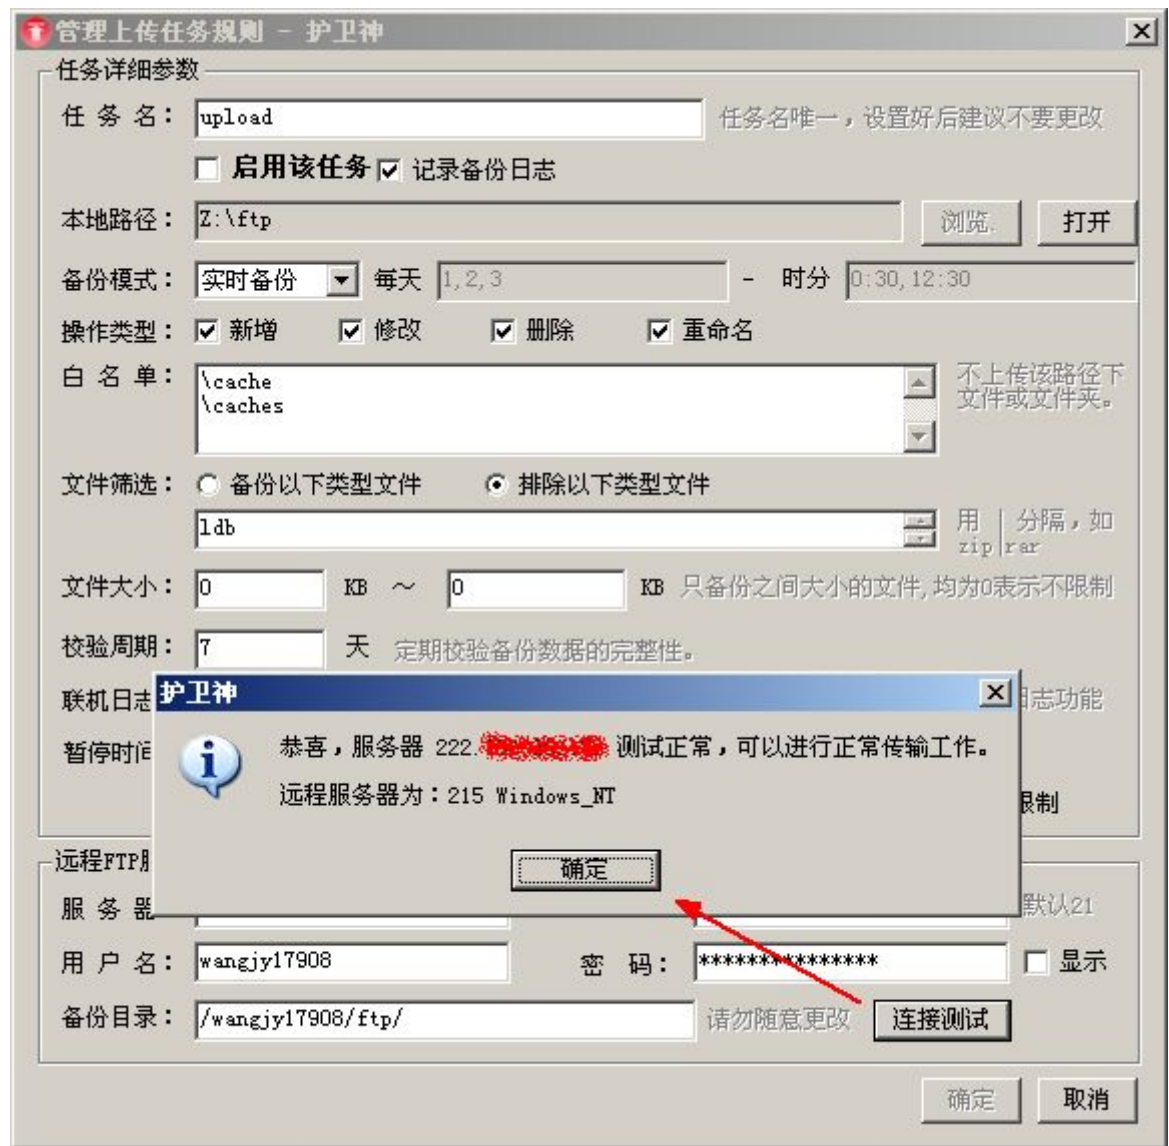 管理上传任务规则 - 护卫神
任务详细参数
任 务 名： upload 任务名唯一，设置好后建议不要更改
启用该任务 记录备份日志
本地路径： Z:\ftp 浏览. 打开
备份模式： 实时备份 每天 1,2,3 - 时分 0:30,12:30
操作类型： 新增 修改 删除 重命名
白 名 单： \cache 不上传该路径下
\caches 文件或文件夹。
文件筛选： 备份以下类型文件 排除以下类型文件
ldb 用 | 分隔，如
zip|rar
文件大小： 0 KB ～ 0 KB 只备份之间大小的文件,均为0表示不限制
校验周期： 7 天 定期校验备份数据的完整性。
联机日志 护卫神 日志功能
暂停时间 恭喜，服务器 222. 测试正常，可以进行正常传输工作。
远程服务器为：215 Windows_NT 限制
确定
远程FTP
服 务 器 默认21
用 户 名： wangjy17908 密 码： *************** 显示
备份目录： /wangjy17908/ftp/ 请勿随意更改 连接测试
确定 取消